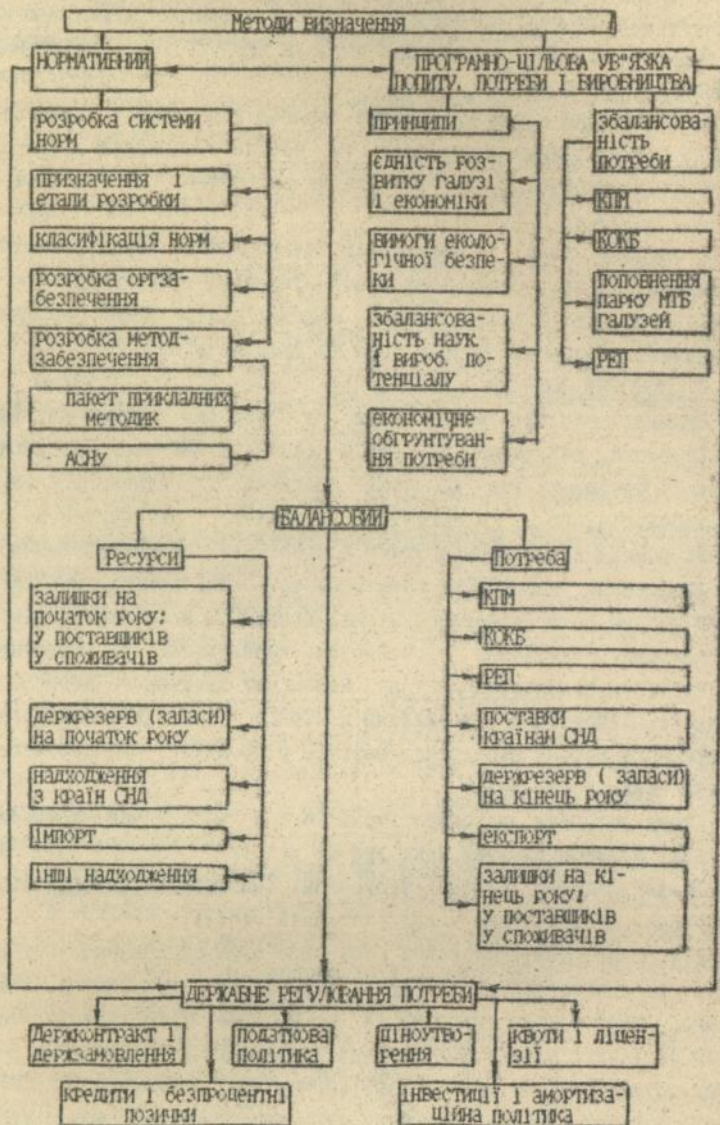 Методи визначення
НОРМАТИВНИЙ
ПРОГРАМНО-ЦІЛЬОВА УВ"ЯЗКА
ПОПИТУ, ПОТРЕБИ І ВИРОБНИЦТВА
розробка системи
норм
призначення і
етапи розробки
класифікація норм
розробка оргза-
безпечення
розробка метод-
забезпечення
пакет прикладних
методик
АСНУ
принципи
єдність роз-
витку галузі
і економіки
вимоги еколо-
гічної безпе-
ки
збалансова-
ність наук.
і вироб. по-
тенціалу
економічне
обгрунтуван-
ня потреби
збалансова-
ність
потреби
КПМ
КОКБ
поповнення
парку МТБ
галузей
РЕП
БАЛАНСОВИЙ
Ресурси
залишки на
початок року:
у поставщиків
у споживачів
держрезерв (запаси)
на початок року
надходження
з країн СНД
імпорт
інші надходження
Потреба
КПМ
КОКБ
РЕП
поставки
країнам СНД
держрезерв ( запаси)
на кінець року
експорт
залишки на кі-
нець року:
у поставщиків
у споживачів
ДЕРЖАВНЕ РЕГУЛЮВАННЯ ПОТРЕБИ
Держконтракт і
держзамовлення
податкова
політика
ціноутво-
рення
квоти і ліцен-
зії
кредити і безпроцентні
позички
інвестиції і амортиза-
ційна політика